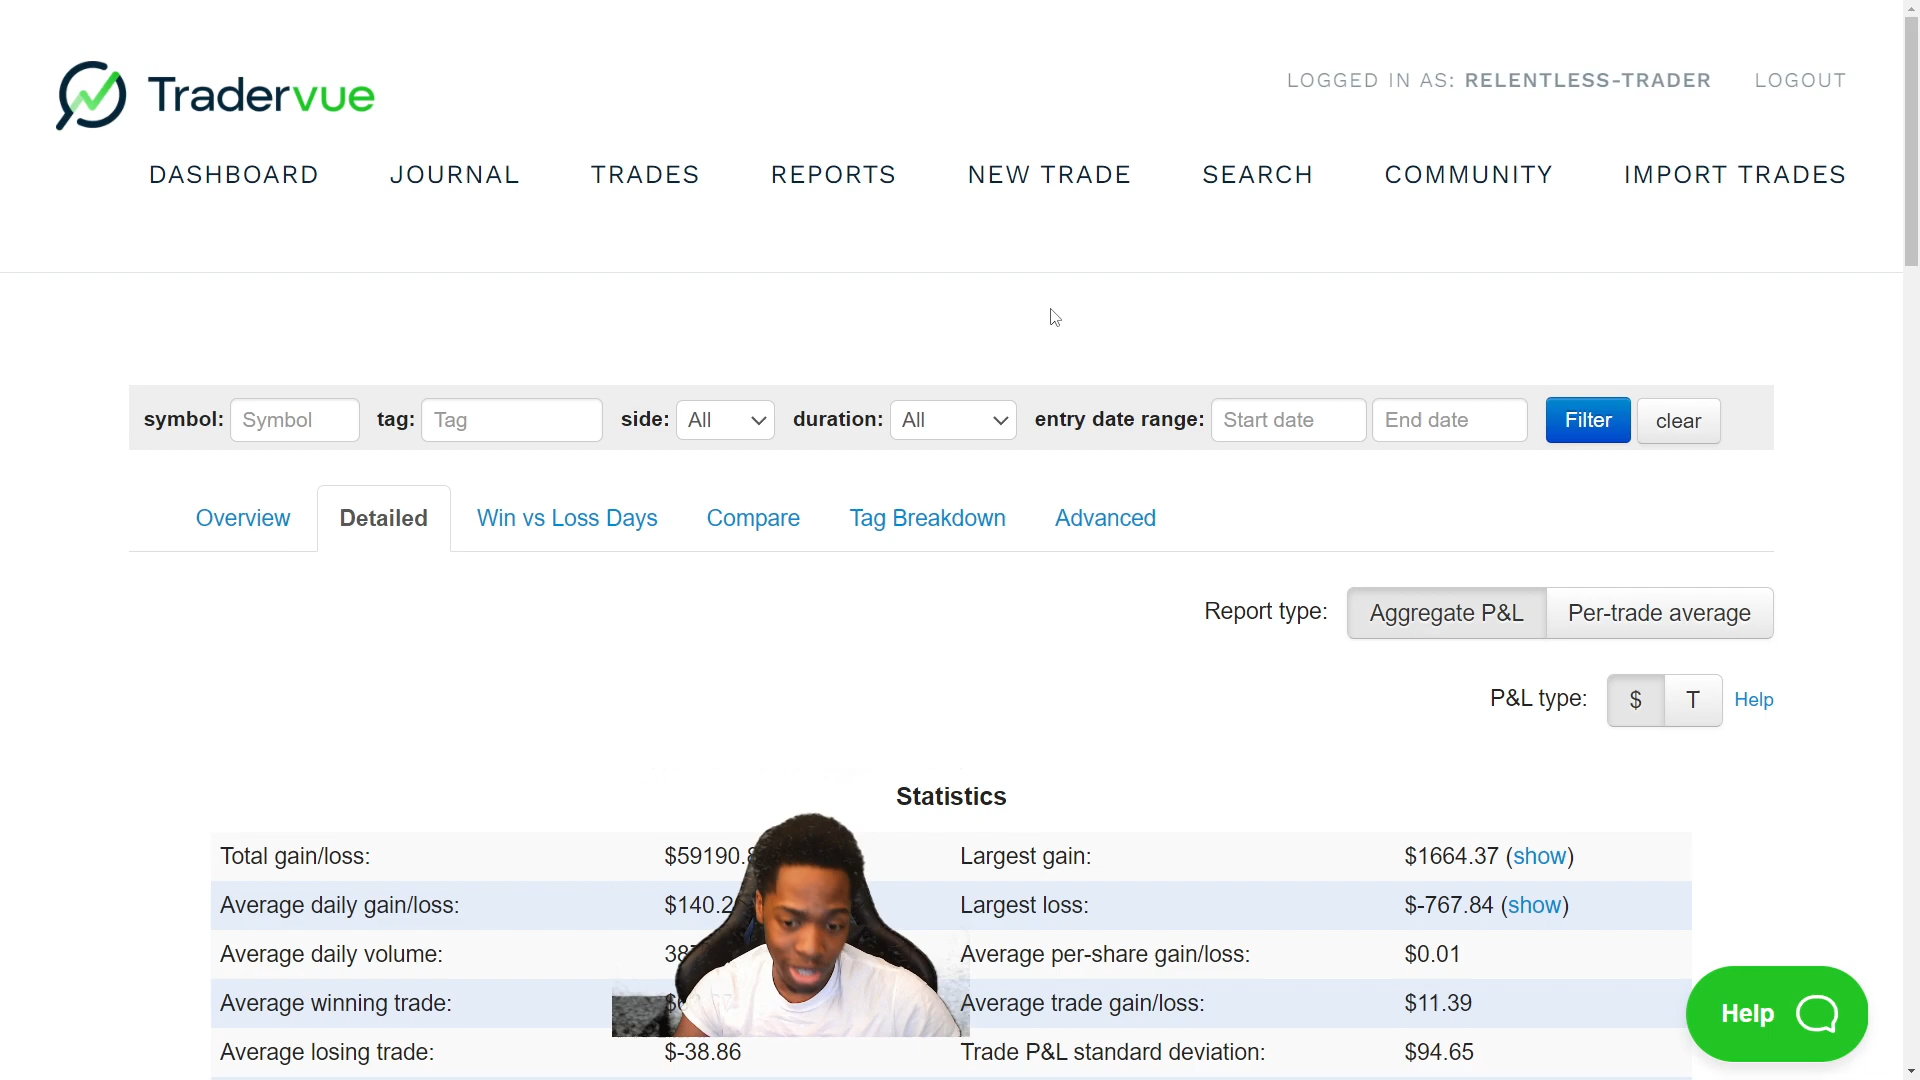 Tradervue
LOGGED IN AS: RELENTLESS-TRADER LOGOUT
DASHBOARD JOURNAL TRADES REPORTS NEW TRADE SEARCH COMMUNITY IMPORT TRADES
symbol: Symbol tag: Tag side: All duration: All entry date range: Start date End date Filter clear
Overview Detailed Win vs Loss Days Compare Tag Breakdown Advanced
Report type: Aggregate P&L Per-trade average
P&L type: $ T Help
Statistics
Total gain/loss: Largest gain: $1664.37 (show)
Average daily gain/loss: Largest loss: $-767.84 (show)
Average daily volume: Average per-share gain/loss: $0.01
Average winning trade: Average trade gain/loss: $11.39
Average losing trade: $-38.86 Trade P&L standard deviation: $94.65
Help